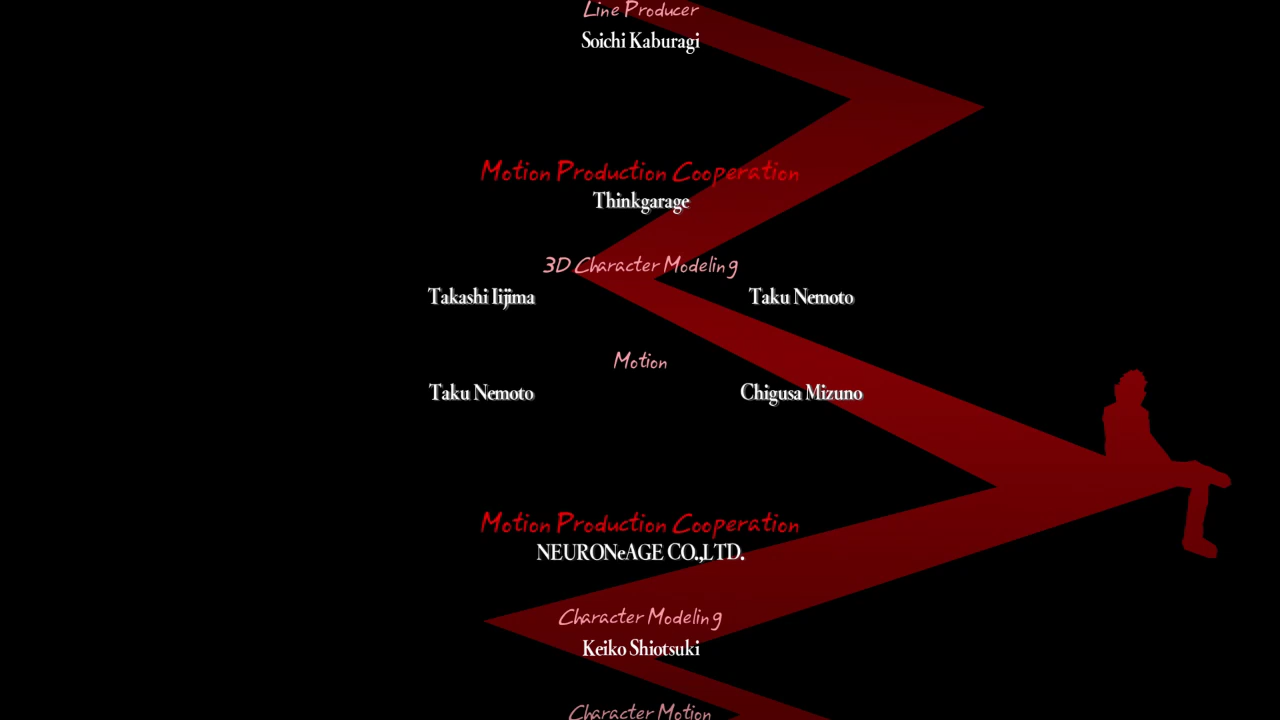 Line Producer
Soichi Kaburagi
Motion Production Cooperation
Thinkgarage
3D Character Modeling
Takashi Iijima Taku Nemoto
Motion
Taku Nemoto Chigusa Mizuno
Motion Production Cooperation
NEURONeAGE CO.,LTD.
Character Modeling
Keiko Shiotsuki
Character Motion